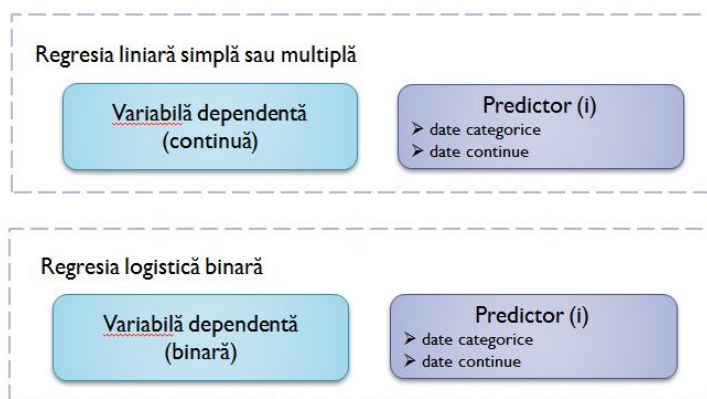 Regresia liniară simplă sau multiplă
Variabilă dependentă
(continuă)
Predictor (i)
➢ date categorice
➢ date continue
Regresia logistică binară
Variabilă dependentă
(binară)
Predictor (i)
➢ date categorice
➢ date continue